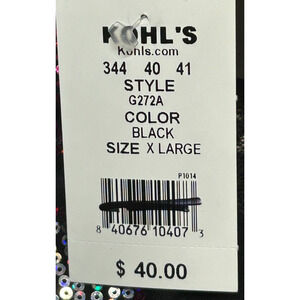 KOHL'S
Kohls.com
344 40 41
STYLE
G272A
COLOR
BLACK
SIZE X LARGE
P1014
8 40676 10407 3
$ 40.00